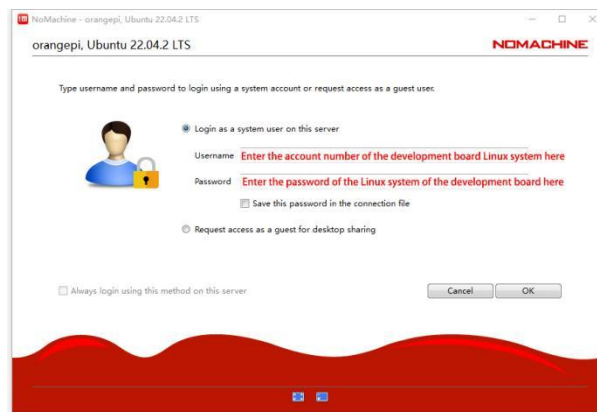 NoMachine - orangepi, Ubuntu 22.04.2 LTS
orangepi, Ubuntu 22.04.2 LTS
NOMACHINE
Type username and password to login using a system account or request access as a guest user.
Login as a system user on this server
Username Enter the account number of the development board Linux system here
Password Enter the password of the Linux system of the development board here
Save this password in the connection file
Request access as a guest for desktop sharing
Always login using this method on this server
Cancel OK